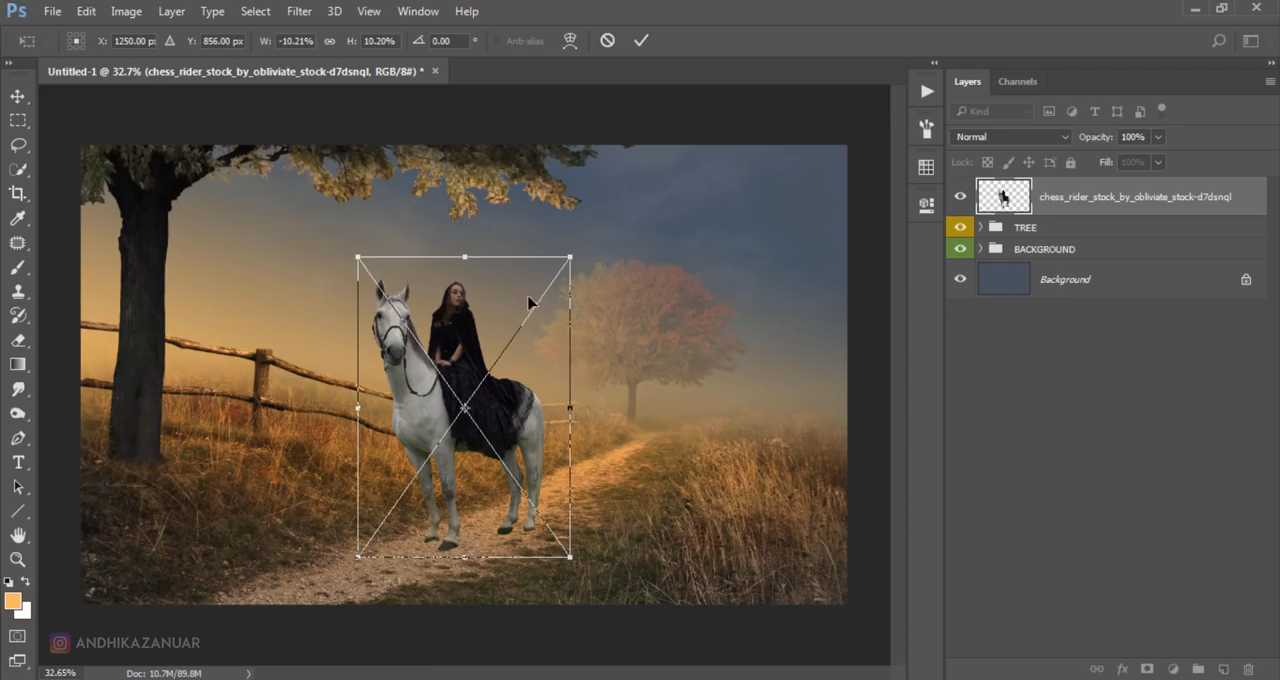 Ps File Edit Image Layer Type Select Filter 3D View Window Help
X: 1250.00 p Y: 856.00 px W: -10.21% H: 10.20% 0.00 ° Anti-alias
Untitled-1 @ 32.7% (chess_rider_stock_by_obliviate_stock-d7dsnql, RGB/8#) * ×
Layers Channels
Kind
Normal Opacity: 100%
Lock: Fill: 100%
chess_rider_stock_by_obliviate_stock-d7dsnql
TREE
BACKGROUND
Background
ANDHIKAZANUAR
32.65% Doc: 10.7M/89.8M